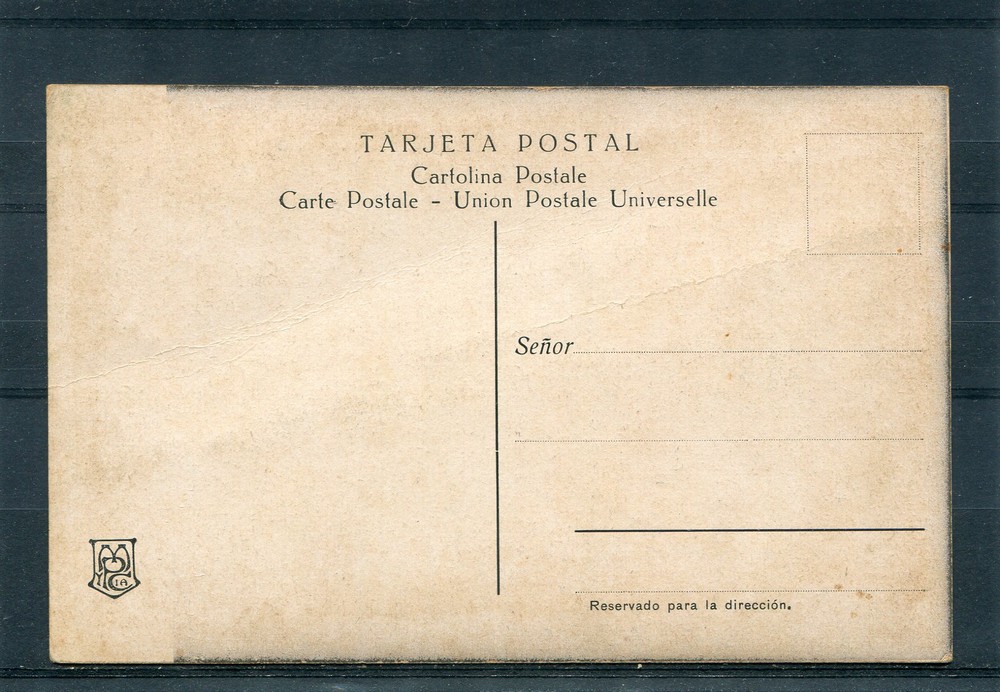 TARJETA POSTAL
Cartolina Postale
Carte Postale - Union Postale Universelle
Señor
Reservado para la dirección.